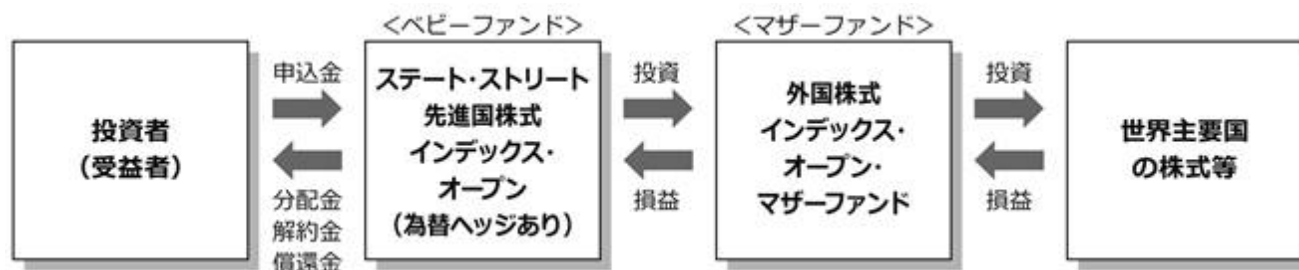 <ベビーファンド>
<マザーファンド>
投資者
（受益者）
申込金
分配金
解約金
償還金
ステート・ストリート
先進国株式
インデックス・
オープン
（為替ヘッジあり）
投資
損益
外国株式
インデックス・
オープン・
マザーファンド
投資
損益
世界主要国
の株式等